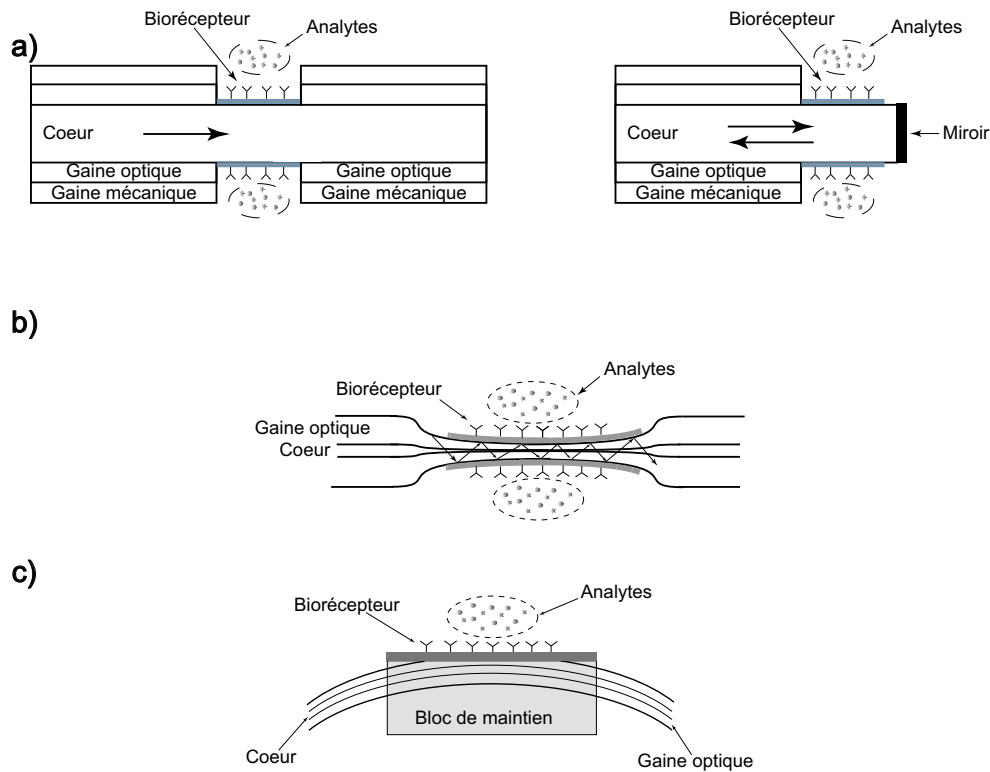 a)
Biorécepteur
Analytes
Coeur
Gaine optique
Gaine optique
Gaine mécanique
Gaine mécanique
Biorécepteur
Analytes
Coeur
Miroir
Gaine optique
Gaine mécanique
b)
Analytes
Biorécepteur
Gaine optique
Coeur
c)
Analytes
Biorécepteur
Bloc de maintien
Coeur
Gaine optique